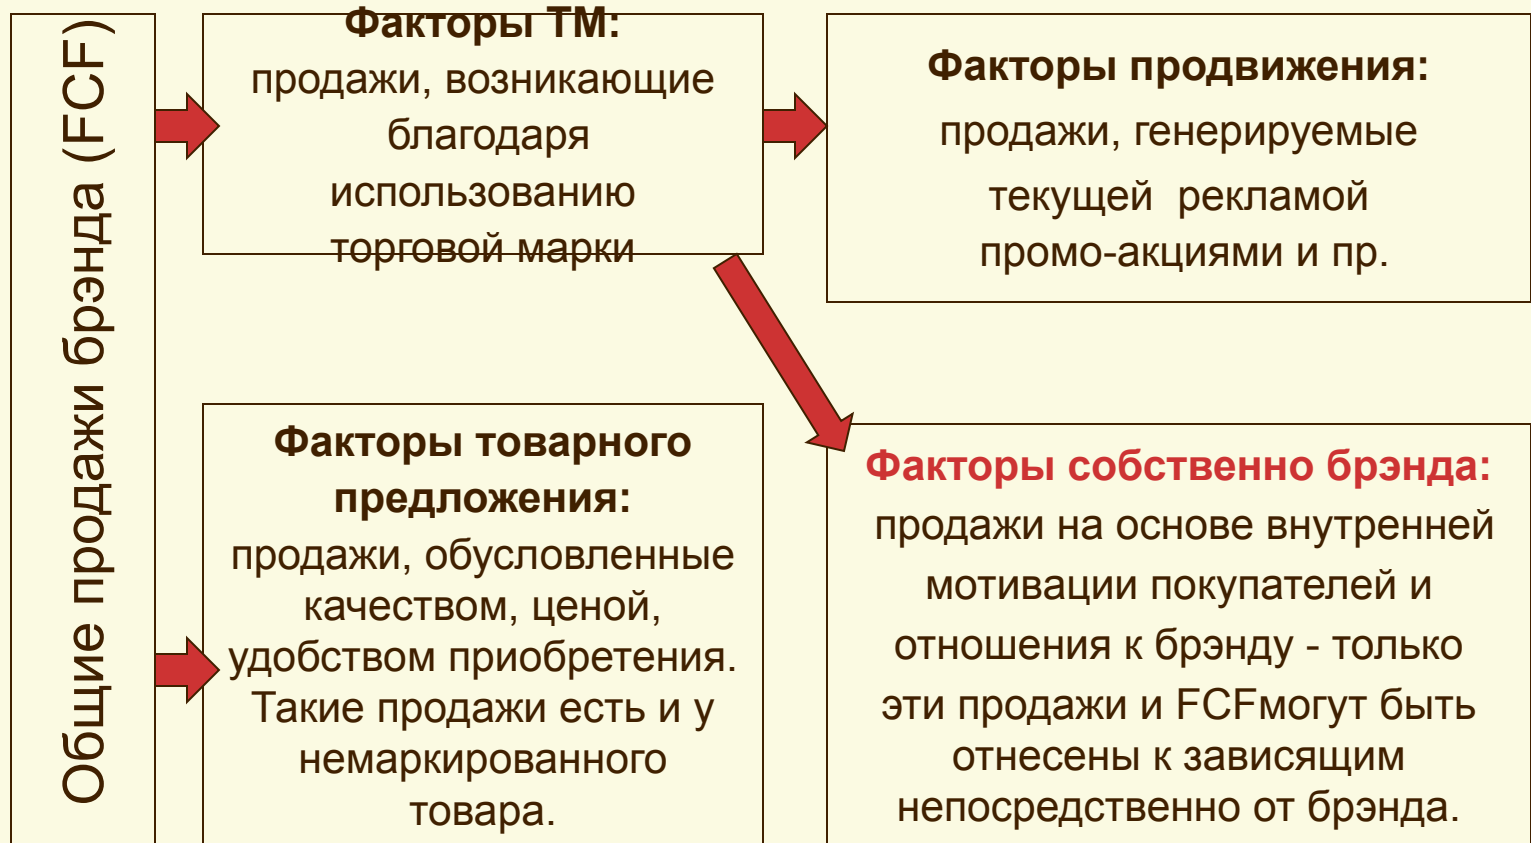 Общие продажи брэнда (FCF)
Факторы ТМ:
продажи, возникающие
благодаря
использованию
торговой марки
Факторы продвижения:
продажи, генерируемые
текущей  рекламой
промо-акциями и пр.
Факторы товарного
предложения:
продажи, обусловленные
качеством, ценой,
удобством приобретения.
Такие продажи есть и у
немаркированного
товара.
Факторы собственно брэнда:
продажи на основе внутренней
мотивации покупателей и
отношения к брэнду - только
эти продажи и FCFмогут быть
отнесены к зависящим
непосредственно от брэнда.